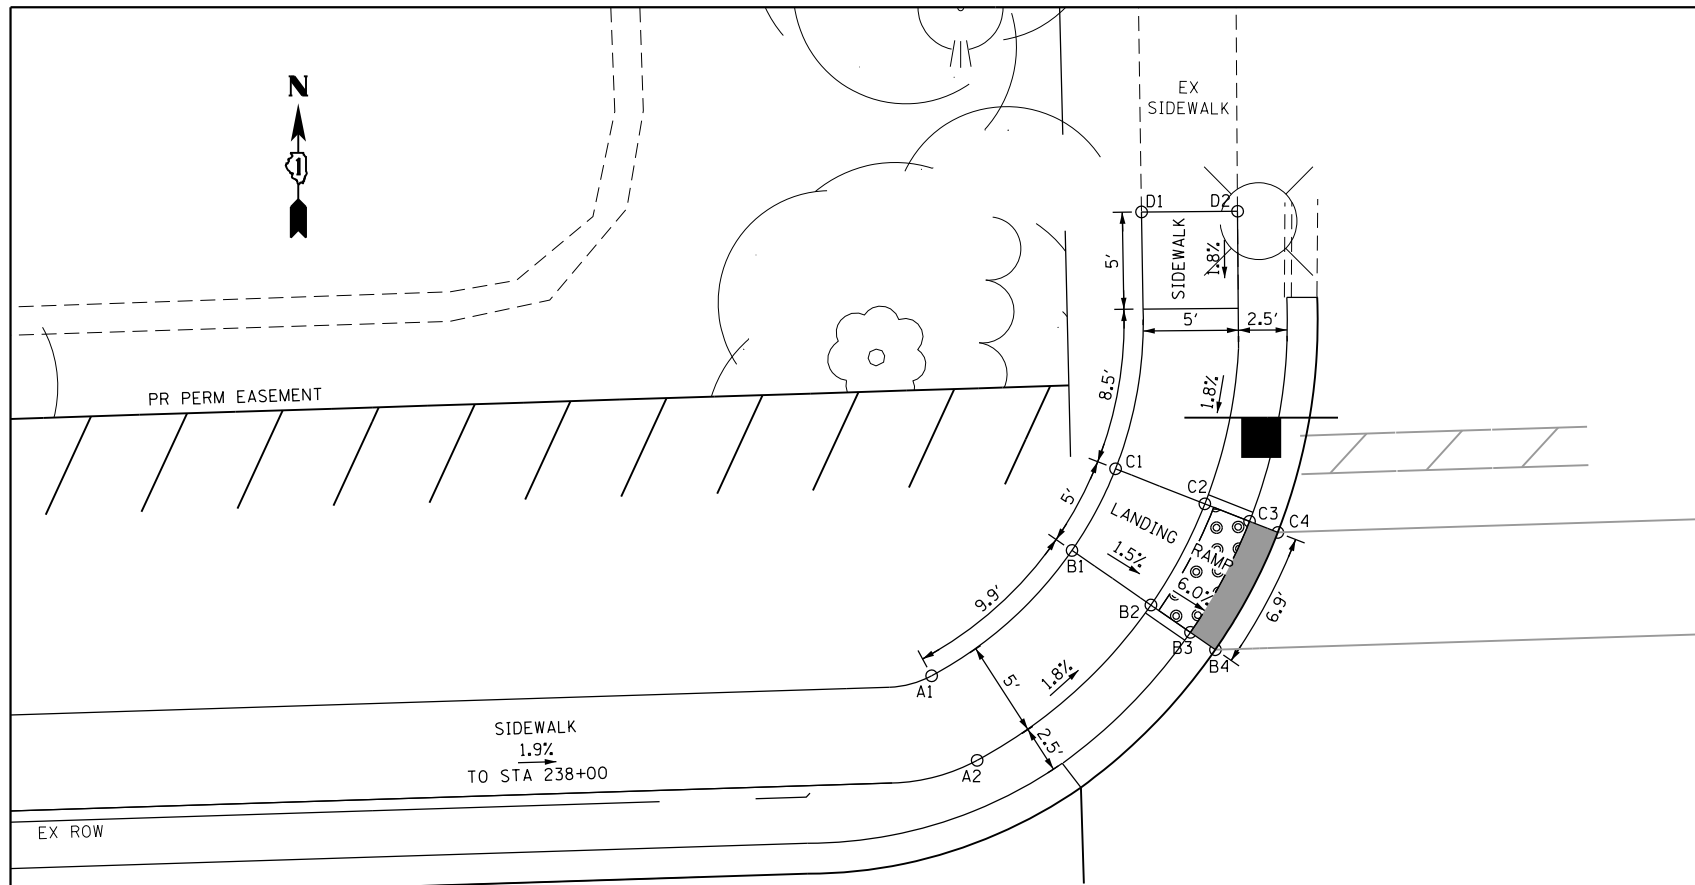 EX
SIDEWALK
N
1
D1
D2
SIDEWALK
1.8%
5'
5'
2.5'
PR PERM EASEMENT
8.5'
1.8%
C1
C2
C3
C4
5'
LANDING
1.5%
RAMP
6.0%
B1
B2
B3
B4
6.9'
9.9'
A1
5'
1.8%
SIDEWALK
1.9%
TO STA 238+00
2.5'
A2
EX ROW